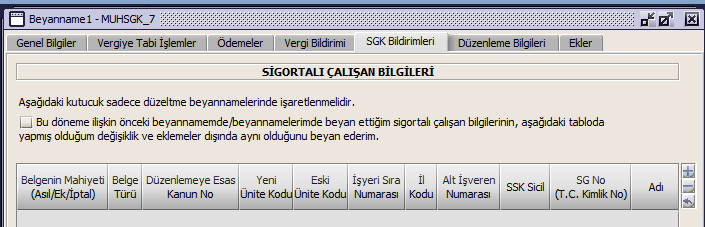 Beyanname1 - MUHSGK_7
Genel Bilgiler Vergiye Tabi İşlemler Ödemeler Vergi Bildirimi SGK Bildirimleri Düzenleme Bilgileri Ekler
SİGORTALI ÇALIŞAN BİLGİLERİ
Aşağıdaki kutucuk sadece düzeltme beyannamelerinde işaretlenmelidir.
Bu döneme ilişkin önceki beyannamemde/beyannamelerimde beyan ettiğim sigortalı çalışan bilgilerinin, aşağıdaki tabloda
yapmış olduğum değişiklik ve eklemeler dışında aynı olduğunu beyan ederim.
Belgenin Mahiyeti Belge Düzenlemeye Esas Yeni Eski İşyeri Sıra İl Alt İşveren SSK Sicil SG No Adı
(Asıl/Ek/İptal) Türü Kanun No Ünite Kodu Ünite Kodu Numarası Kodu Numarası (T.C. Kimlik No)